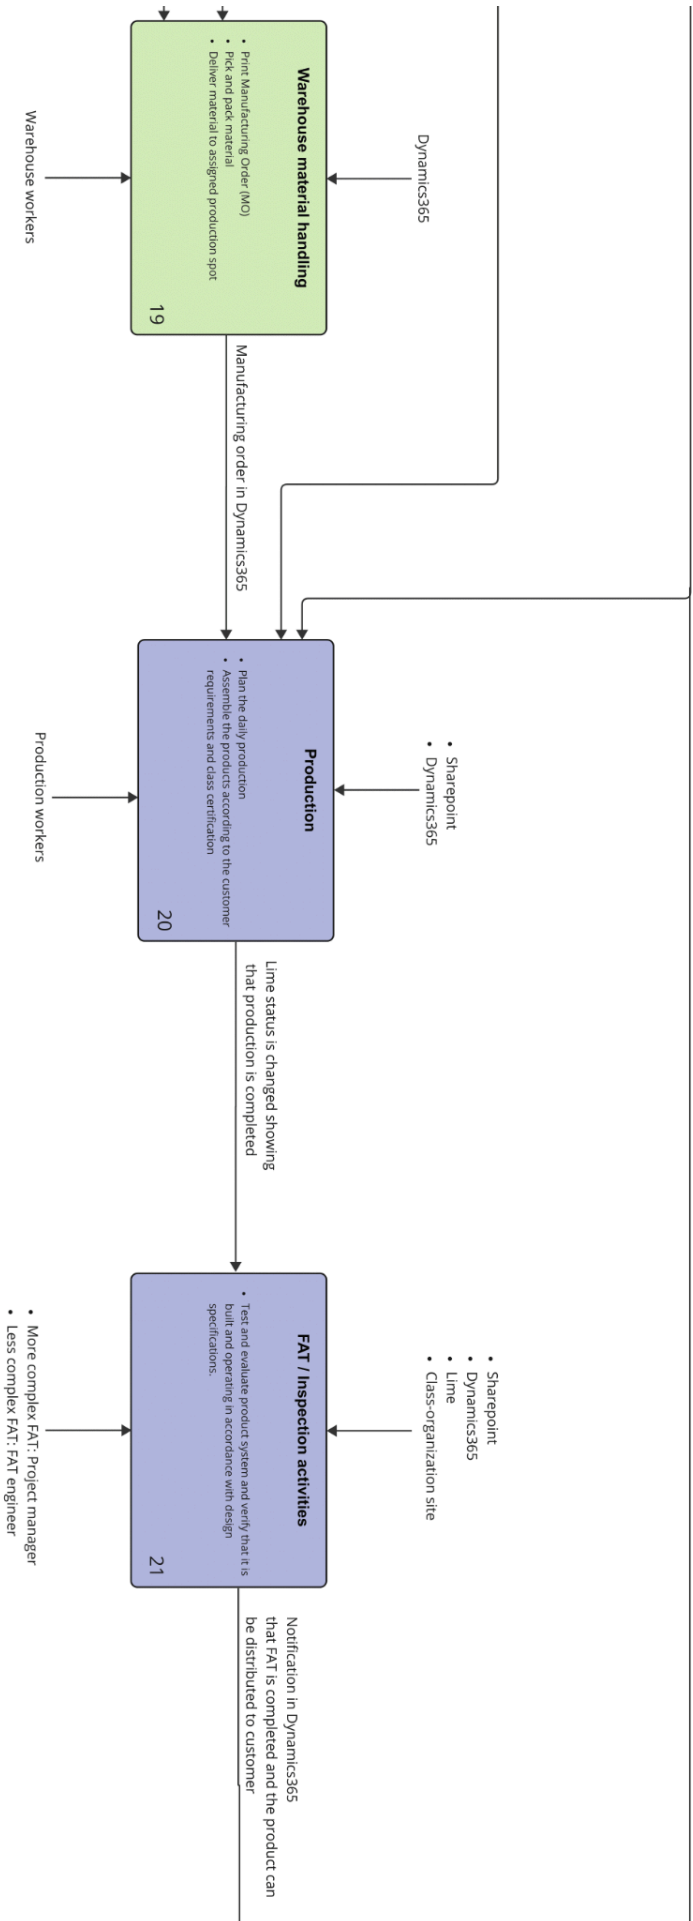 Dynamics365
Warehouse material handling
• Print Manufacturing Order (MO)
• Pick and pack material
• Deliver material to assigned production spot
19
Warehouse workers
Manufacturing order in Dynamics365
• Sharepoint
• Dynamics365
Production
• Plan the daily production
• Assemble the products according to the customer
requirements and class certification
20
Production workers
Lime status is changed showing
that production is completed
• Sharepoint
• Dynamics365
• Lime
• Class-organization site
FAT / Inspection activities
• Test and evaluate product system and verify that it is
built and operating in accordance with design
specifications.
21
• More complex FAT: Project manager
• Less complex FAT: FAT engineer
Notification in Dynamics365
that FAT is completed and the product can
be distributed to customer